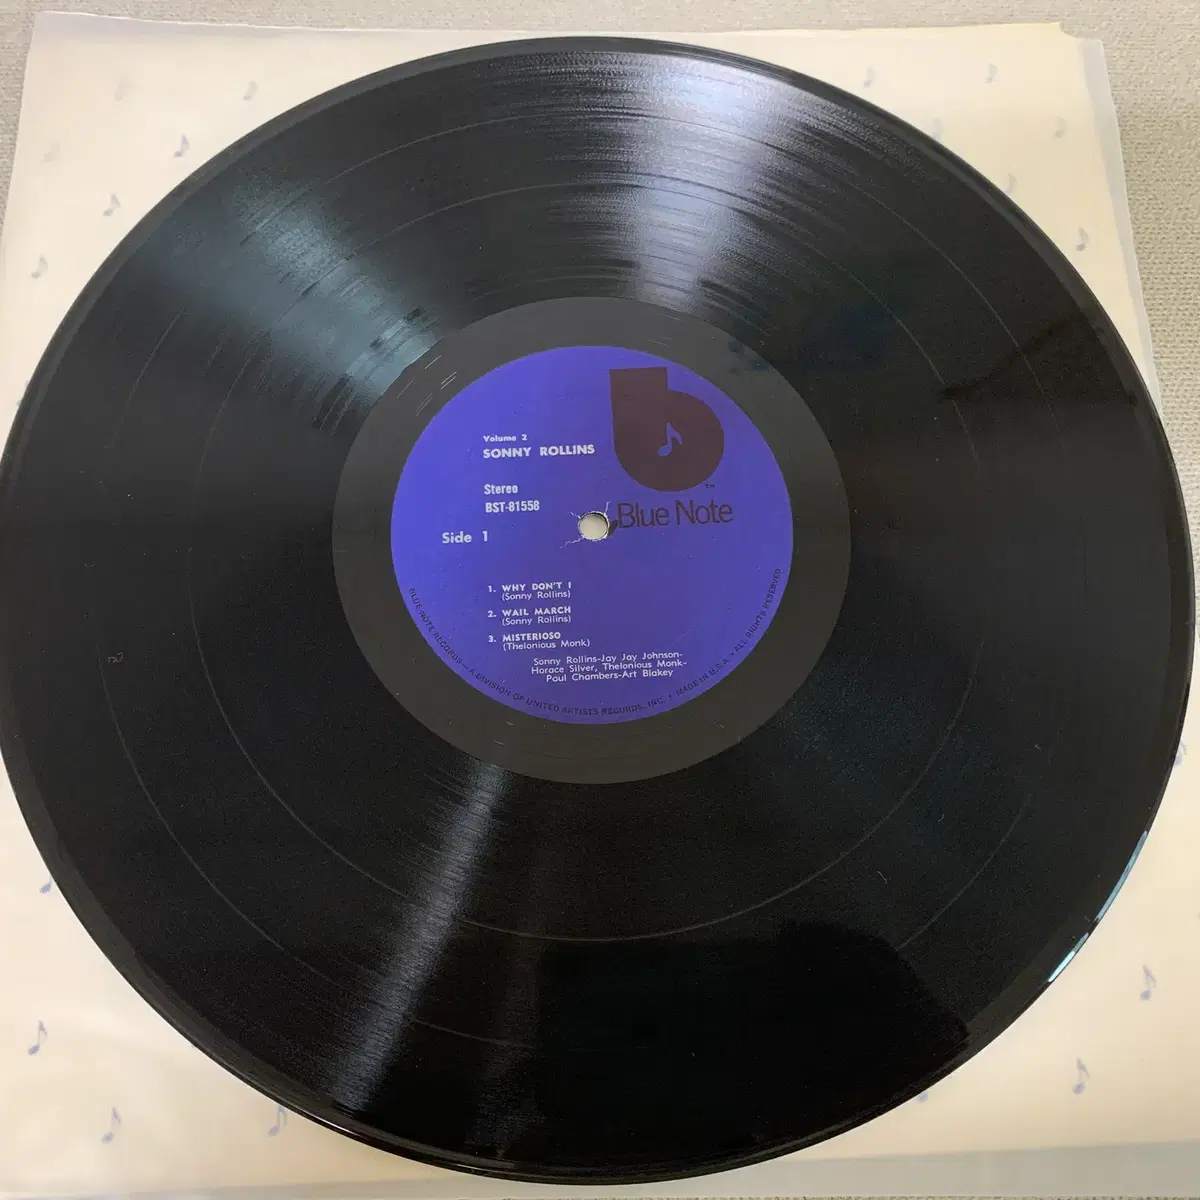 Volume 2
SONNY ROLLINS
Stereo
BST-81558
Side 1
b
TM
Blue Note
1. WHY DON'T I
(Sonny Rollins)
2. WAIL MARCH
(Sonny Rollins)
3. MISTERIOSO
(Thelonious Monk)
Sonny Rollins-Jay Jay Johnson-
Horace Silver, Thelonious Monk-
Paul Chambers-Art Blakey
BLUE NOTE RECORDS — A DIVISION OF UNITED ARTISTS RECORDS, INC. • MADE IN U.S.A. • ALL RIGHTS RESERVED